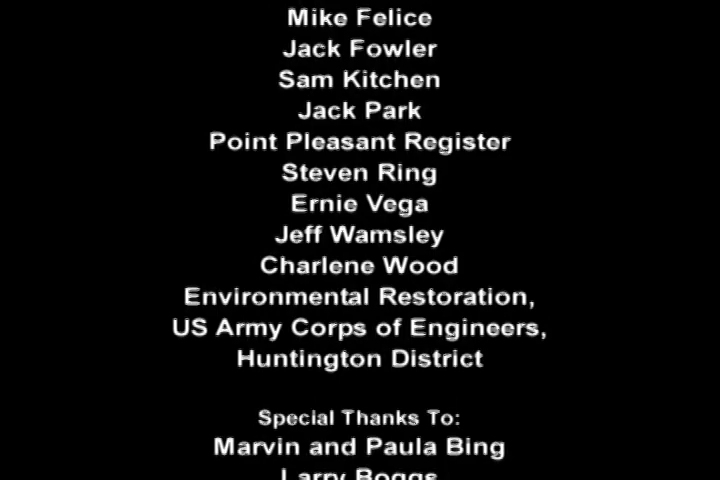 Mike Felice
Jack Fowler
Sam Kitchen
Jack Park
Point Pleasant Register
Steven Ring
Ernie Vega
Jeff Wamsley
Charlene Wood
Environmental Restoration,
US Army Corps of Engineers,
Huntington District
Special Thanks To:
Marvin and Paula Bing
Larry Boggs